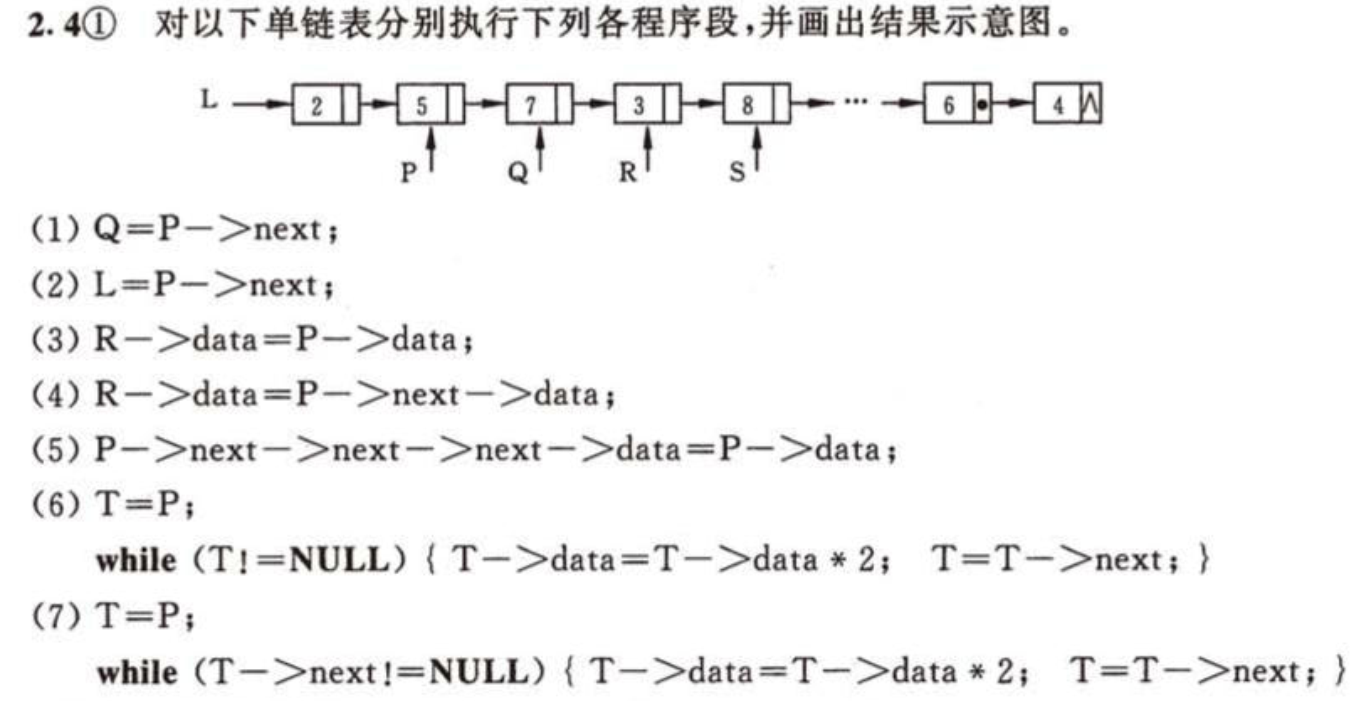 2.4① 对以下单链表分别执行下列各程序段,并画出结果示意图。
L 2 5 7 3 8 … 6 4 ∧
P Q R S
(1) Q=P->next;
(2) L=P->next;
(3) R->data=P->data;
(4) R->data=P->next->data;
(5) P->next->next->next->data=P->data;
(6) T=P;
while (T!=NULL) { T->data=T->data * 2; T=T->next; }
(7) T=P;
while (T->next!=NULL) { T->data=T->data * 2; T=T->next; }